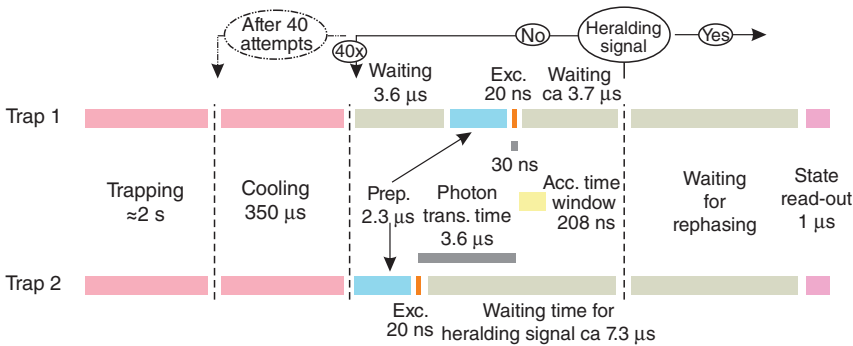 After 40
attempts
40x
No
Heralding
signal
Yes
Waiting
3.6 μs
Exc.
20 ns
Waiting
ca 3.7 μs
Trap 1
30 ns
Trapping
≈2 s
Cooling
350 μs
Prep.
2.3 μs
Photon
trans. time
3.6 μs
Acc. time
window
208 ns
Waiting
for
rephasing
State
read-out
1 μs
Trap 2
Exc.
20 ns
Waiting time for
heralding signal ca 7.3 μs